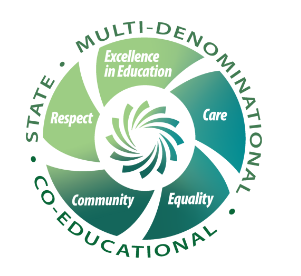 STATE • MULTI-DENOMINATIONAL • CO-EDUCATIONAL •
Excellence
in Education
Care
Equality
Community
Respect